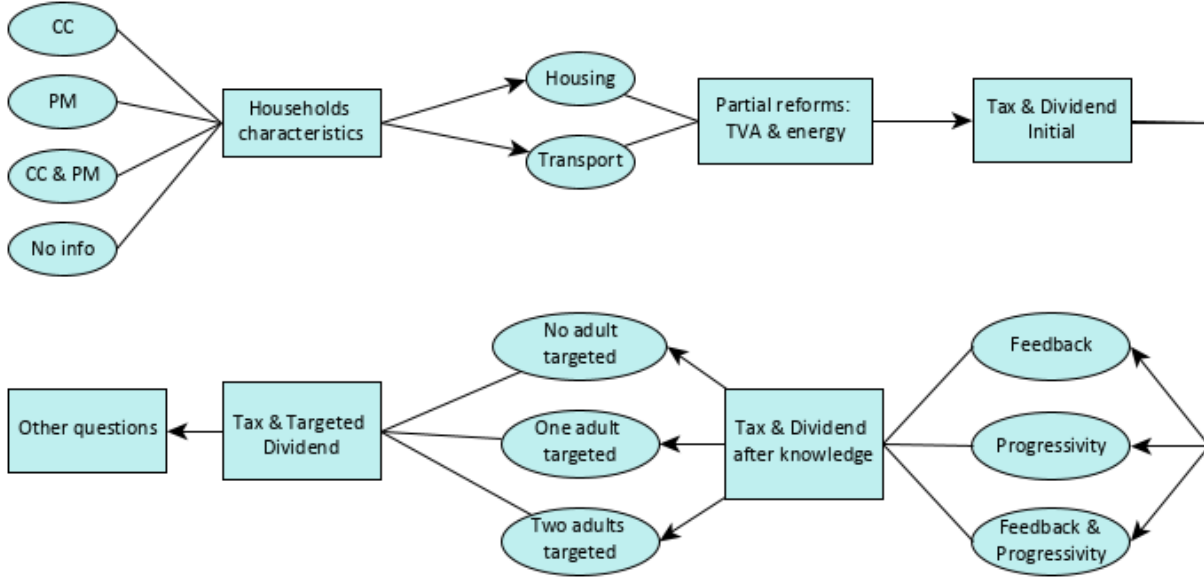 CC
PM
CC & PM
No info
Households
characteristics
Housing
Transport
Partial reforms:
TVA & energy
Tax & Dividend
Initial
Feedback
Progressivity
Feedback &
Progressivity
Tax & Dividend
after knowledge
No adult
targeted
One adult
targeted
Two adults
targeted
Tax & Targeted
Dividend
Other questions